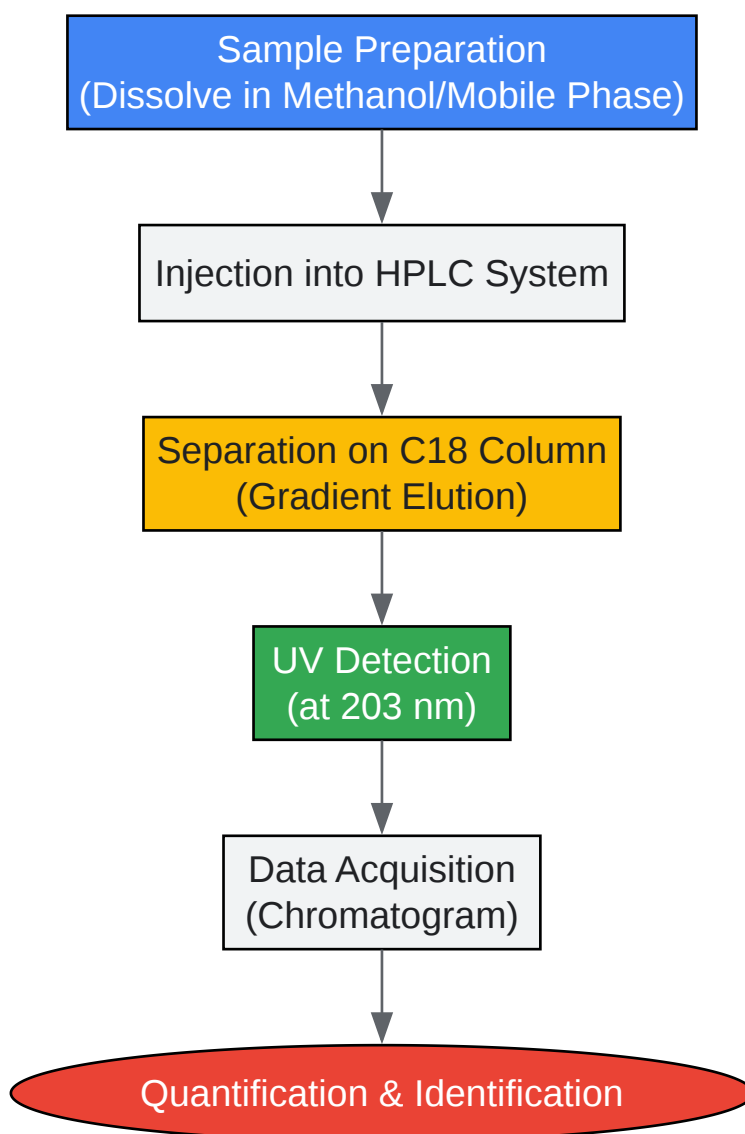 Sample Preparation
(Dissolve in Methanol/Mobile Phase)
Injection into HPLC System
Separation on C18 Column
(Gradient Elution)
UV Detection
(at 203 nm)
Data Acquisition
(Chromatogram)
Quantification & Identification